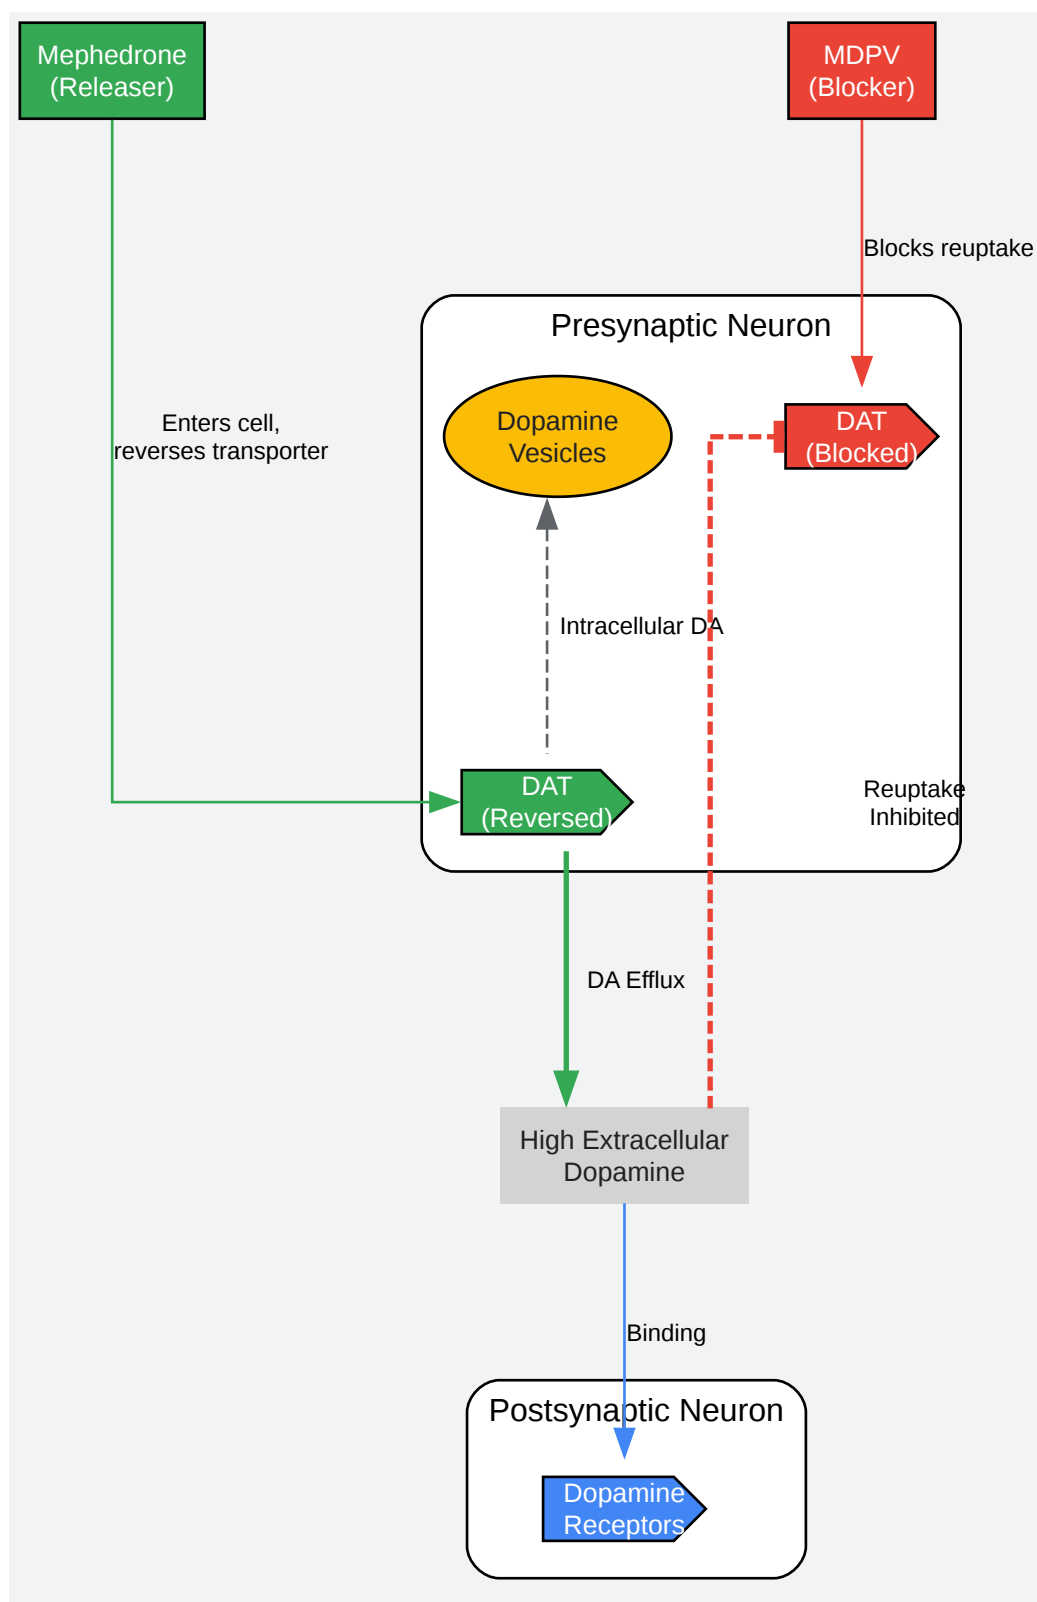 Mephedrone
(Releaser)
MDPV
(Blocker)
Blocks reuptake
Presynaptic Neuron
Enters cell,
reverses transporter
Dopamine
Vesicles
DAT
(Blocked)
Intracellular DA
DAT
(Reversed)
Reuptake
Inhibited
DA Efflux
High Extracellular
Dopamine
Binding
Postsynaptic Neuron
Dopamine
Receptors